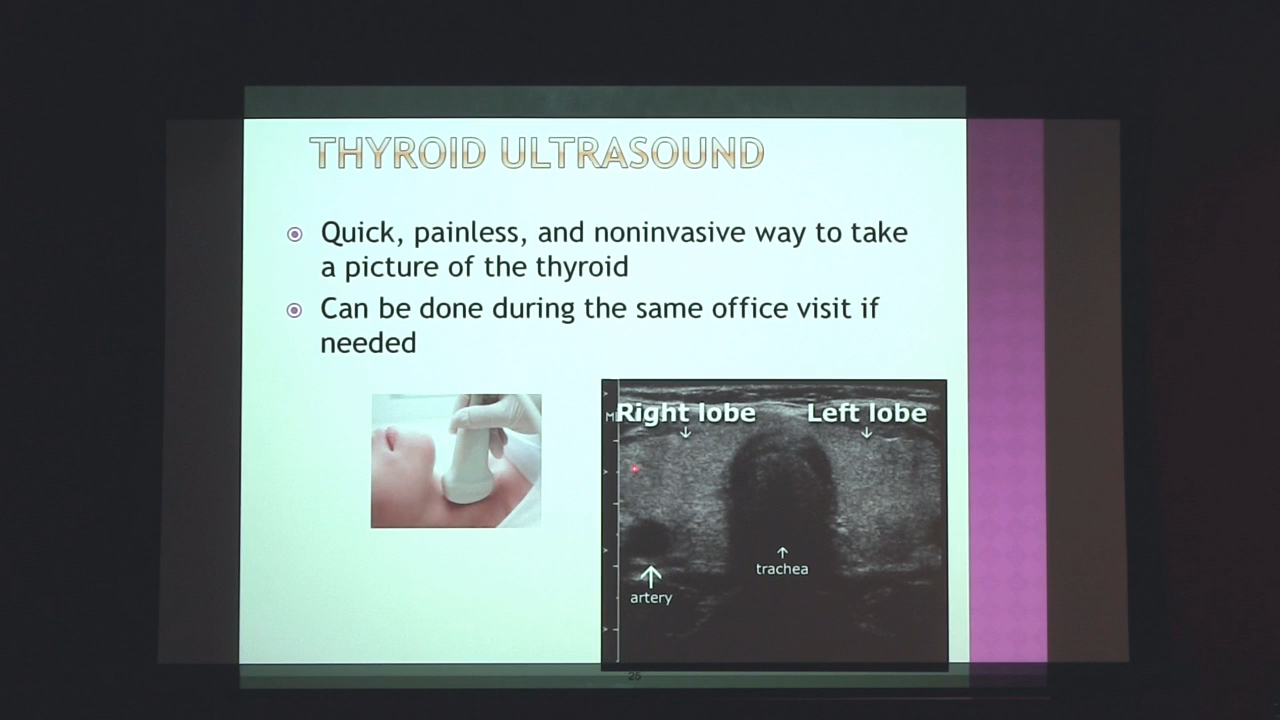 THYROID ULTRASOUND
Quick, painless, and noninvasive way to take
a picture of the thyroid
Can be done during the same office visit if
needed
Right lobe
Left lobe
trachea
artery
25